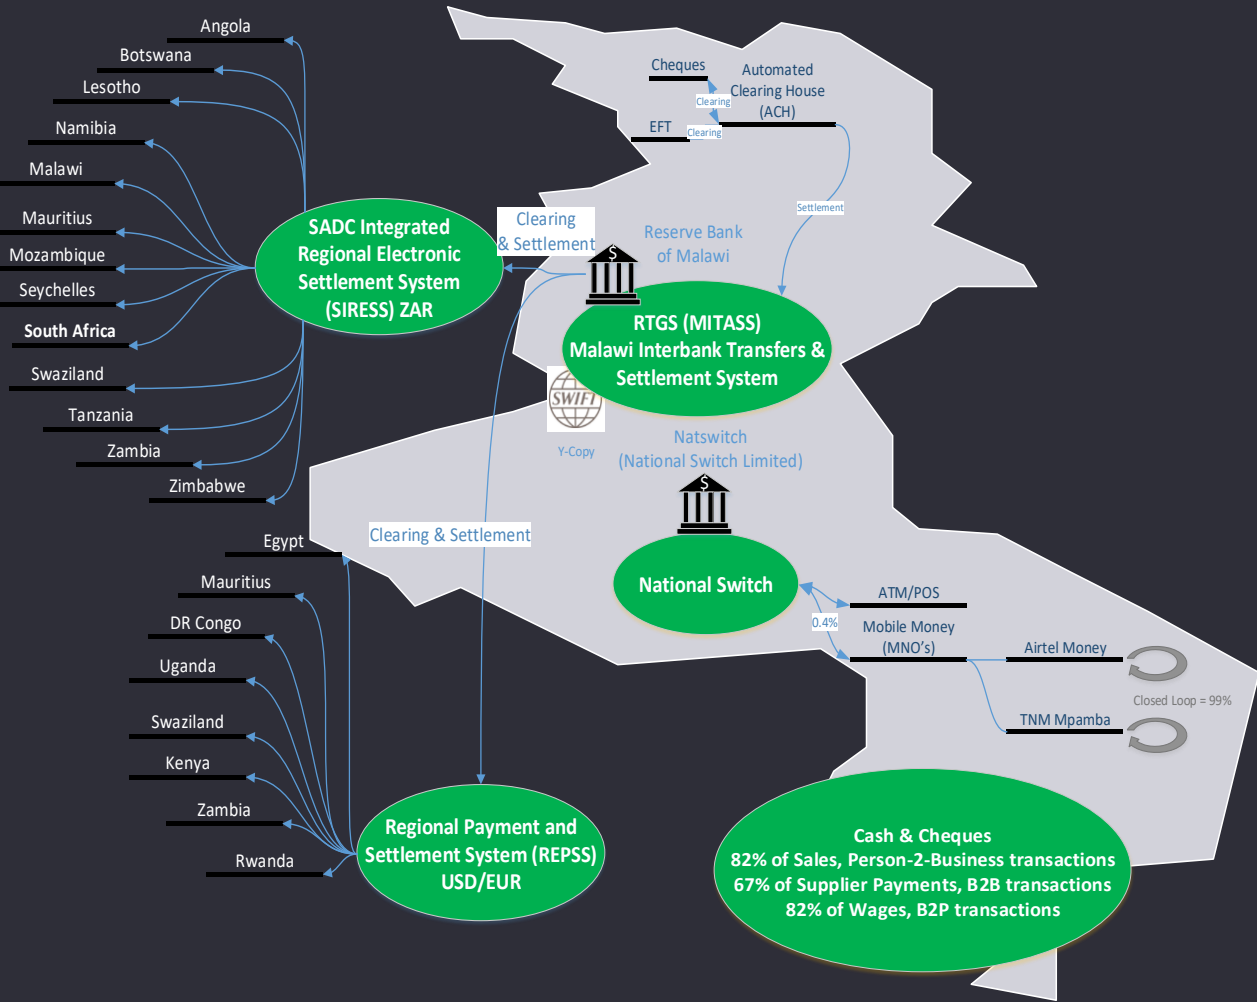 Angola
Botswana
Lesotho
Namibia
Malawi
Mauritius
Mozambique
Seychelles
South Africa
Swaziland
Tanzania
Zambia
Zimbabwe
SADC Integrated
Regional Electronic
Settlement System
(SIRESS) ZAR
Clearing
& Settlement
Cheques
Clearing
EFT
Clearing
Automated
Clearing House
(ACH)
Settlement
Reserve Bank
of Malawi
$
RTGS (MITASS)
Malawi Interbank Transfers &
Settlement System
SWIFT
Y-Copy
Natswitch
(National Switch Limited)
$
National Switch
ATM/POS
0.4%
Mobile Money
(MNO's)
Airtel Money
Closed Loop = 99%
TNM Mpamba
Clearing & Settlement
Egypt
Mauritius
DR Congo
Uganda
Swaziland
Kenya
Zambia
Rwanda
Regional Payment and
Settlement System (REPSS)
USD/EUR
Cash & Cheques
82% of Sales, Person-2-Business transactions
67% of Supplier Payments, B2B transactions
82% of Wages, B2P transactions